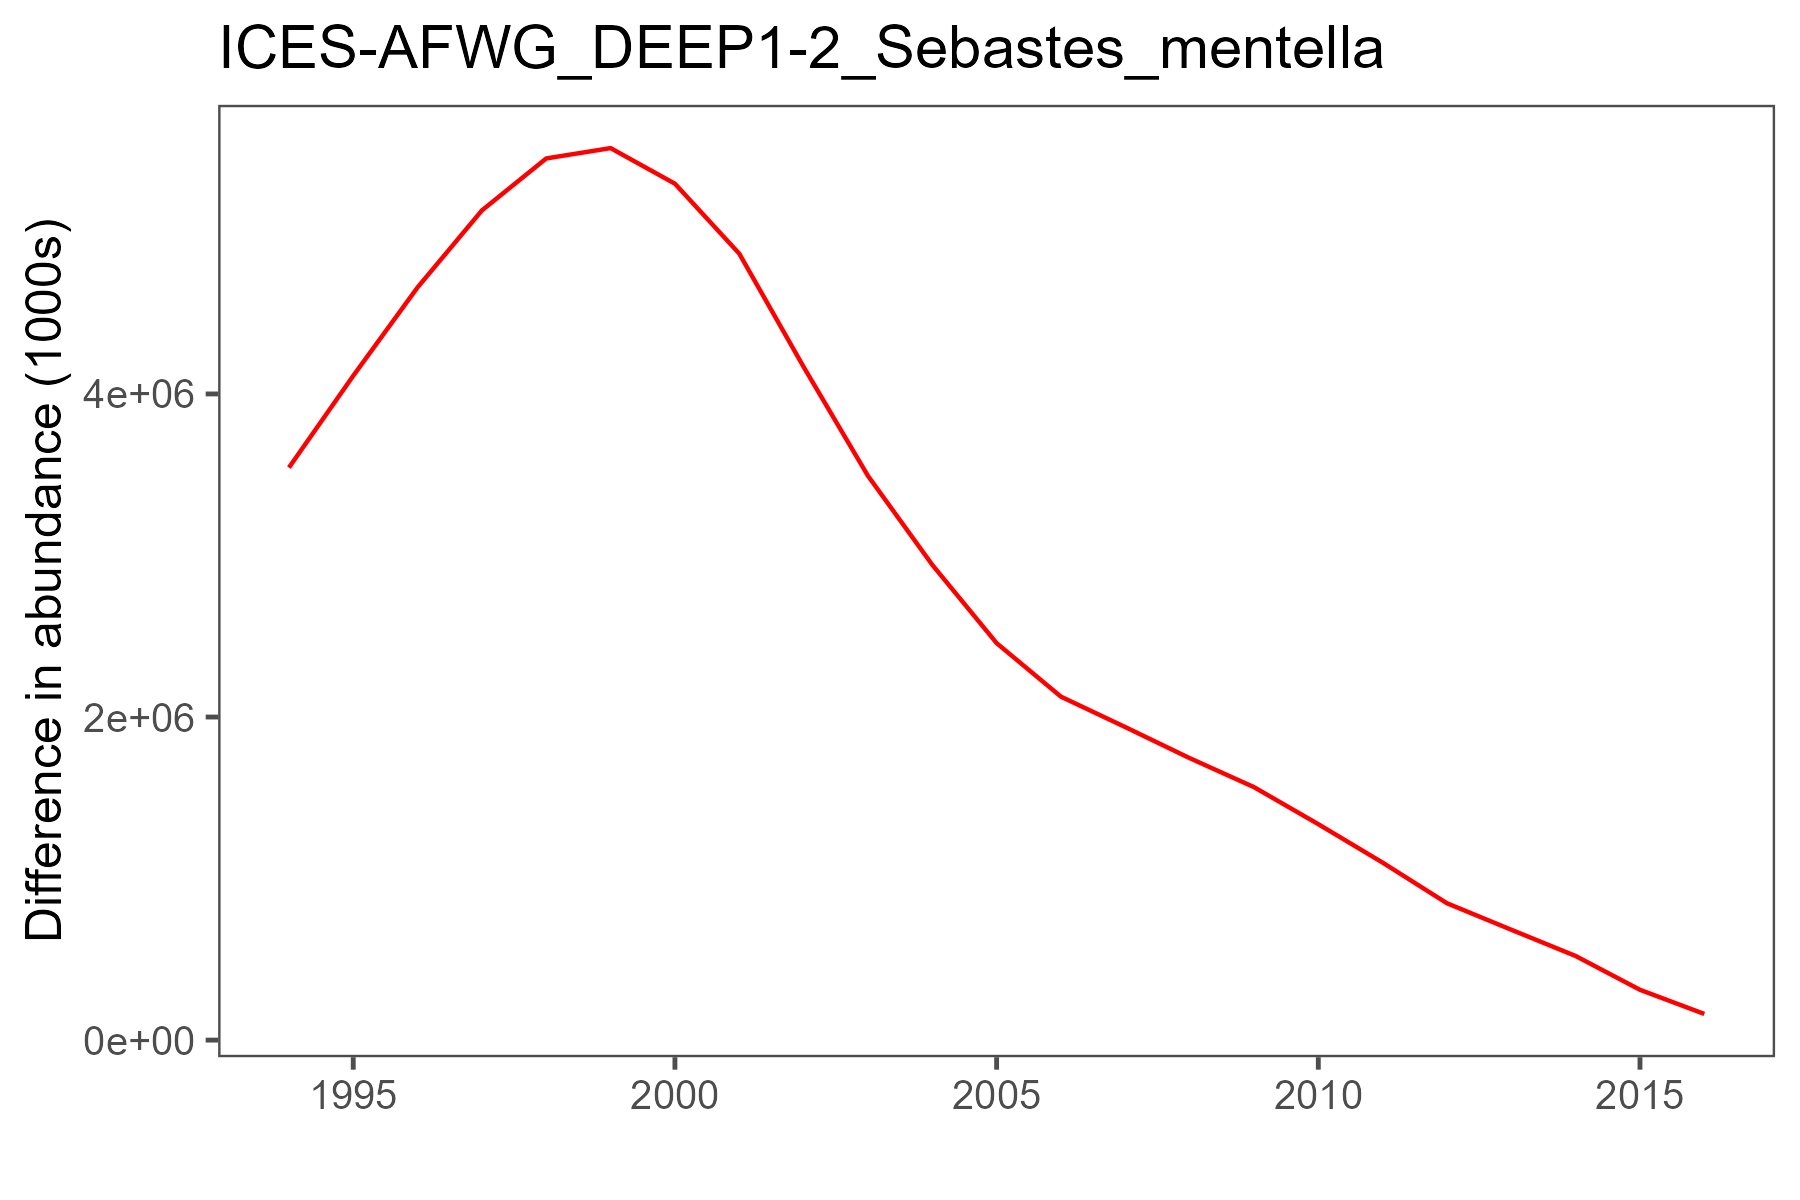 ICES-AFWG_DEEP1-2_Sebastes_mentella
Difference in abundance (1000s)
4e+06
2e+06
0e+00
1995
2000
2005
2010
2015